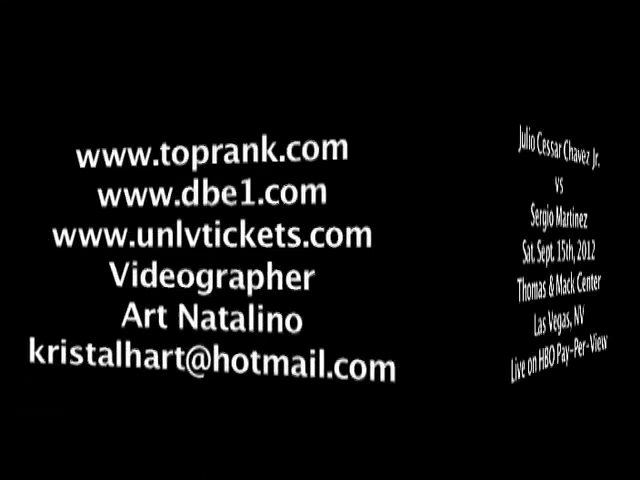 www.toprank.com
www.dbe1.com
www.unlvtickets.com
Videographer
Art Natalino
kristalhart@hotmail.com
Julio Cessar Chavez Jr.
vs
Sergio Martinez
Sat. Sept. 15th, 2012
Thomas & Mack Center
Las Vegas, NV
Live on HBO Pay-Per-View